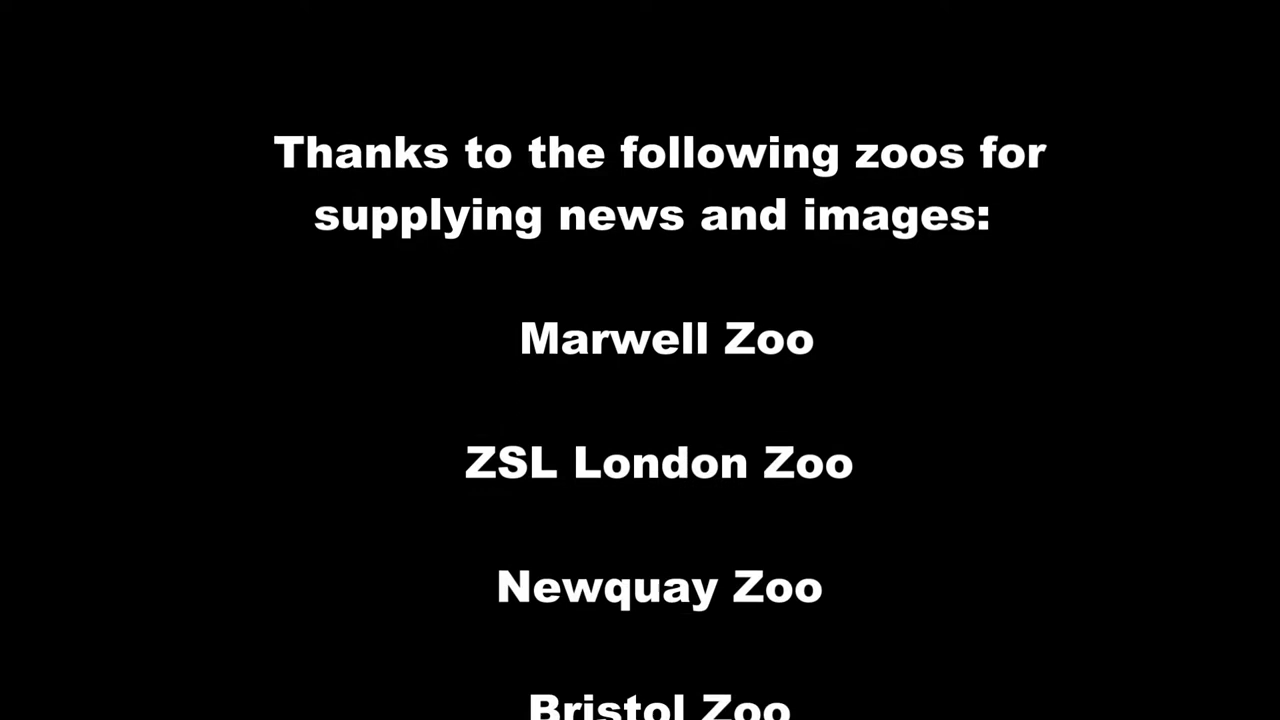 Thanks to the following zoos for
supplying news and images:
Marwell Zoo
ZSL London Zoo
Newquay Zoo
Bristol Zoo